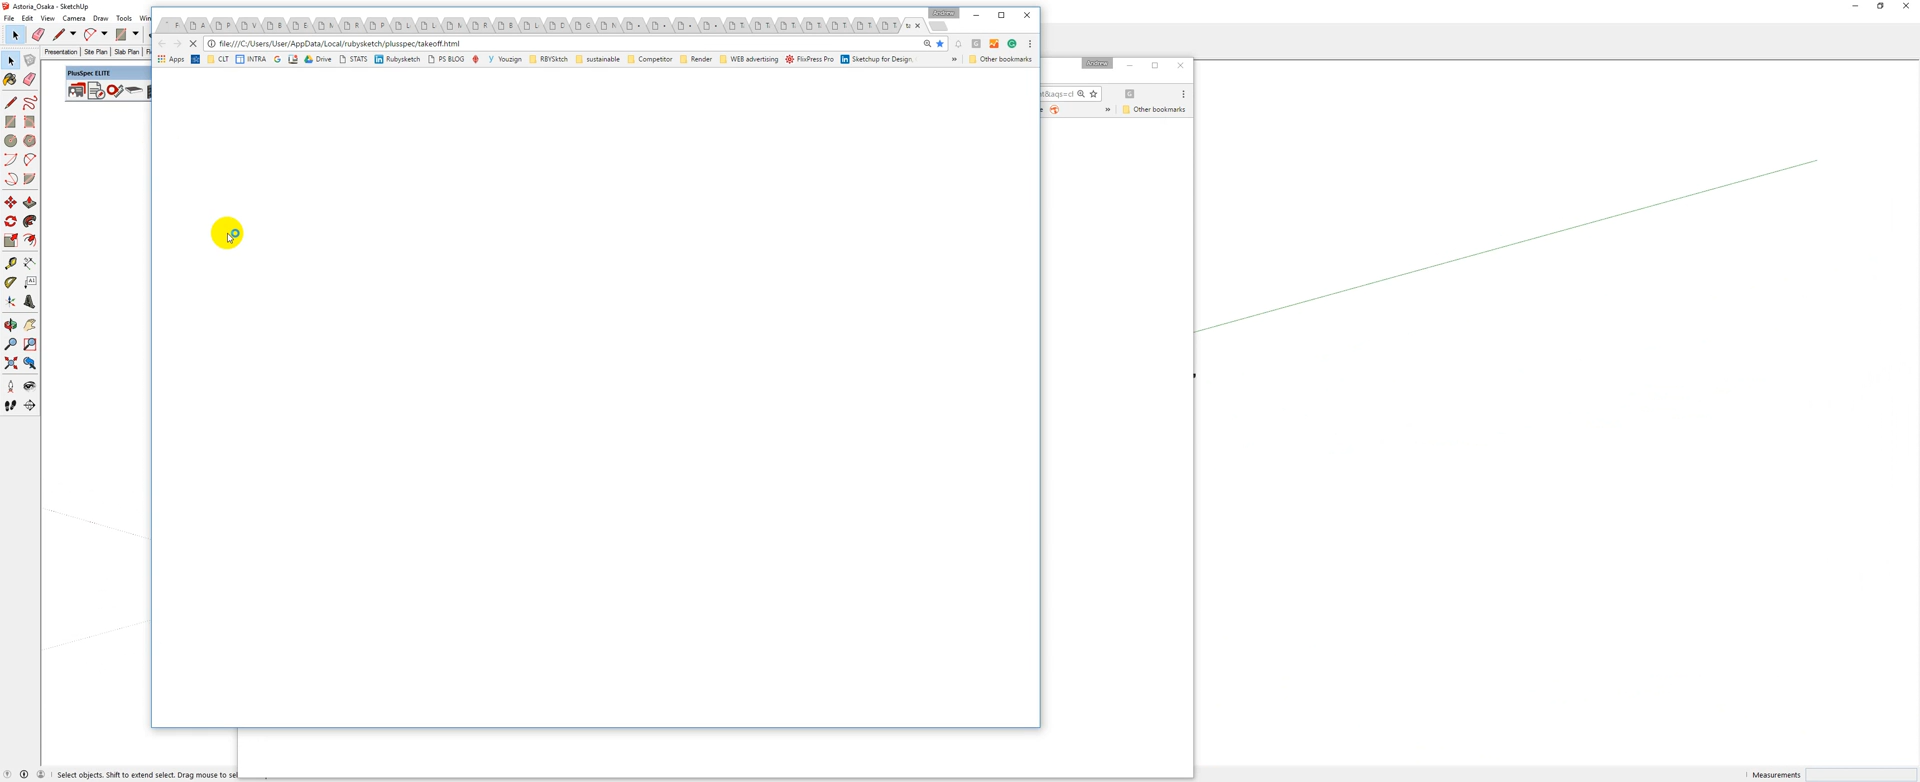 Astoria_Osaka - SketchUp
File Edit View Camera Draw Tools
Presentation Site Plan Slab Plan
PlusSpec ELITE
Andrew
file:///C:/Users/User/AppData/Local/rubysketch/plusspec/takeoff.html
Apps CLT INTRA Drive STATS Rubysketch PS BLOG Youzign RBYSktch sustainable Competitor Render WEB advertising FlixPress Pro Sketchup for Design, » Other bookmarks
Andrew
» Other bookmarks
Select objects. Shift to extend select. Drag mouse to
Measurements